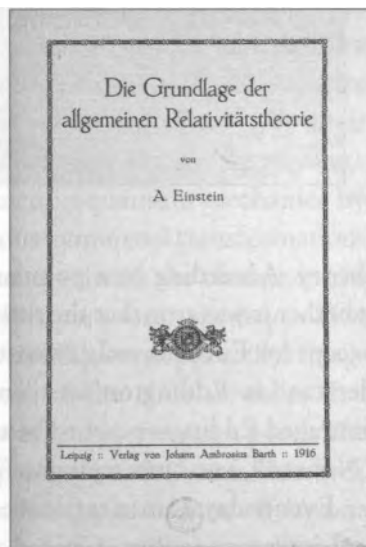 Die Grundlage der
allgemeinen Relativitätstheorie
von
A. Einstein
Leipzig :: Verlag von Johann Ambrosius Barth :: 1916